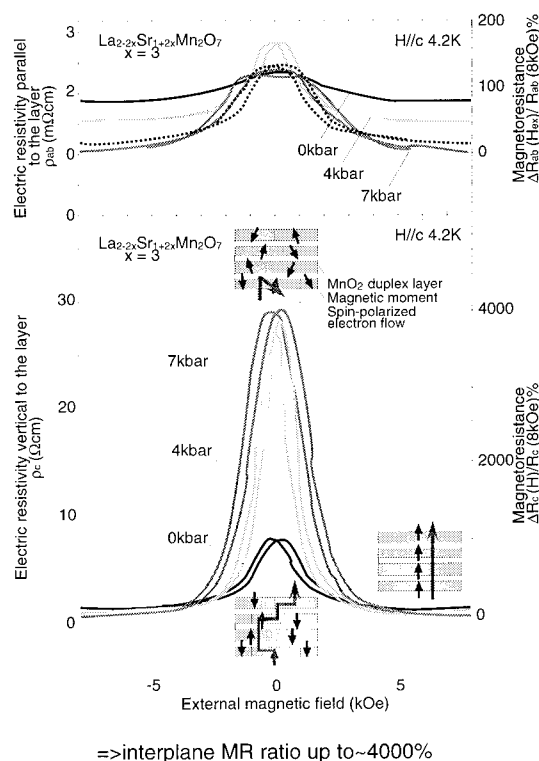 La2-2xSr1+2xMn2O7
x = 3
H//c 4.2K
Electric resistivity parallel
to the layer
ρab (mΩcm)
3
2
1
0
0
200
100
0
Magnetoresistance
ΔRab (Hex)/ Rab (8kOe)%
0kbar
4kbar
7kbar
La2-2xSr1+2xMn2O7
x = 3
H//c 4.2K
MnO2 duplex layer
Magnetic moment
Spin-polarized
electron flow
Electric resistivity vertical to the layer
ρc (Ωcm)
30
20
10
0
7kbar
4kbar
0kbar
4000
2000
0
Magnetoresistance
ΔRc (H)/Rc (8kOe)%
-5
0
5
External magnetic field (kOe)
=>interplane MR ratio up to~4000%